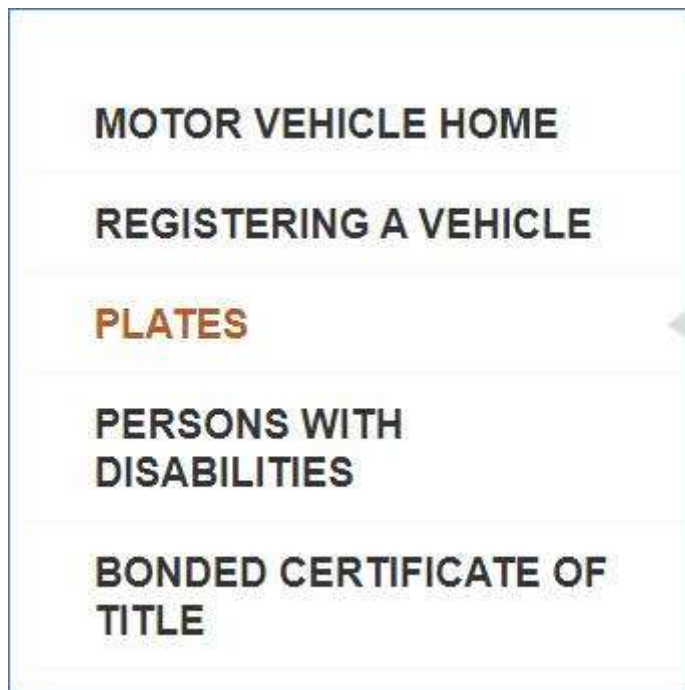 MOTOR VEHICLE HOME
REGISTERING A VEHICLE
PLATES
PERSONS WITH
DISABILITIES
BONDED CERTIFICATE OF
TITLE